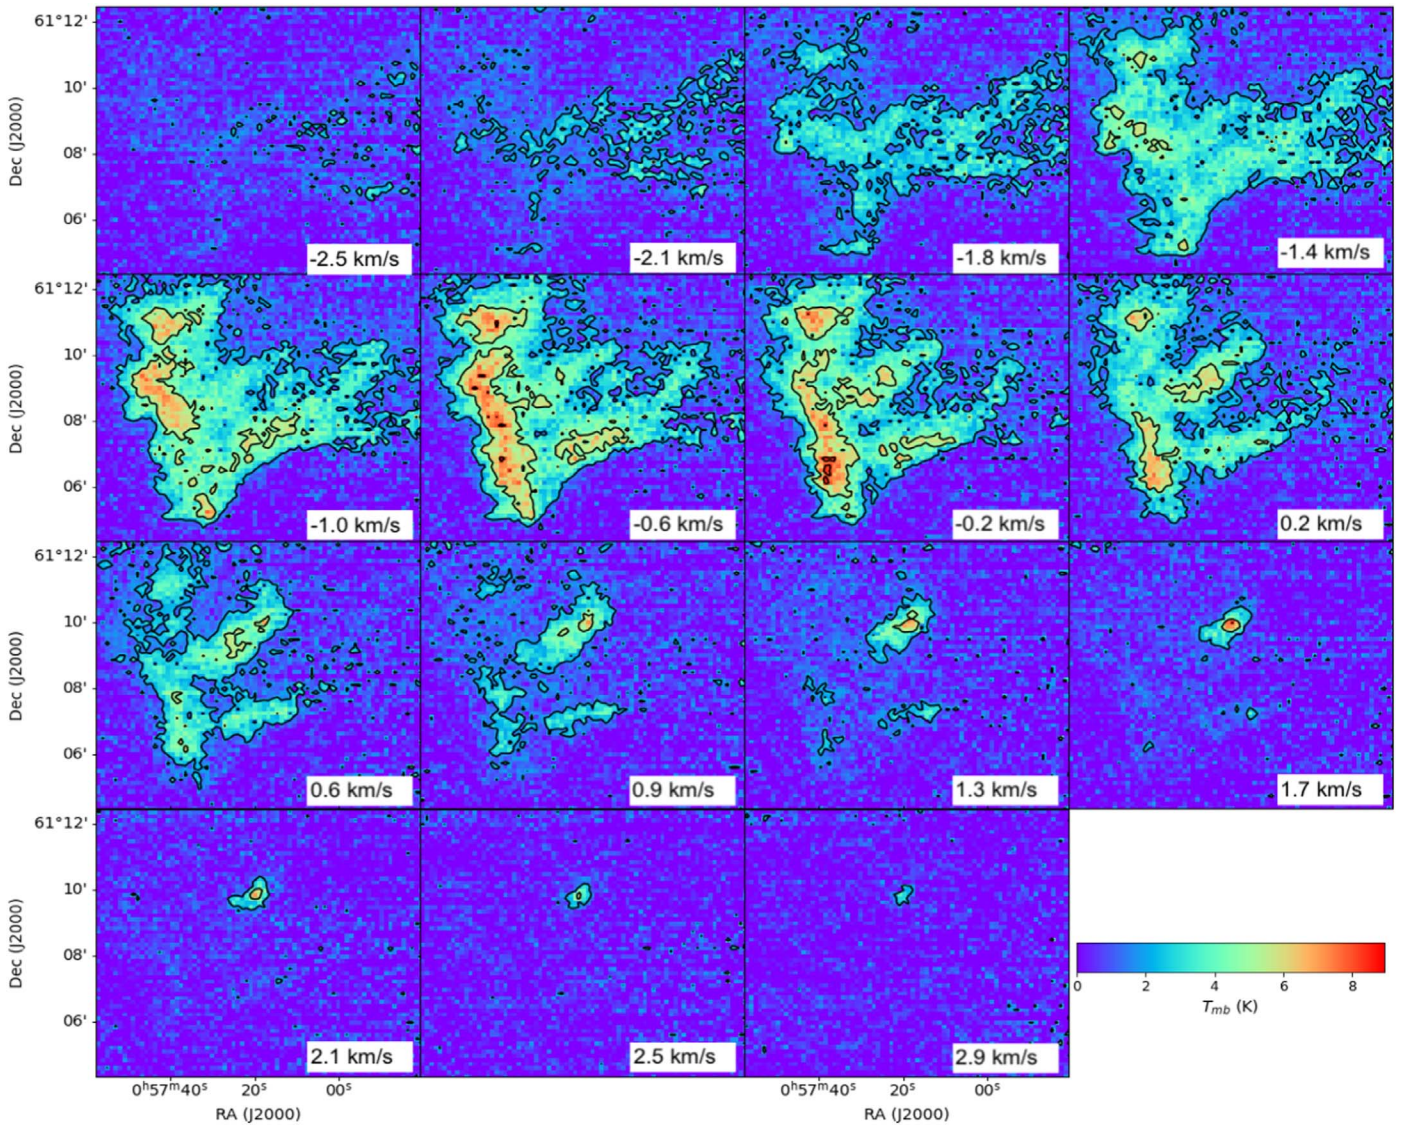 61°12'
10'
Dec (J2000)
08'
06'
-2.5 km/s
-2.1 km/s
-1.8 km/s
-1.4 km/s
61°12'
10'
Dec (J2000)
08'
06'
-1.0 km/s
-0.6 km/s
-0.2 km/s
0.2 km/s
61°12'
10'
Dec (J2000)
08'
06'
0.6 km/s
0.9 km/s
1.3 km/s
1.7 km/s
61°12'
10'
Dec (J2000)
08'
06'
2.1 km/s
2.5 km/s
2.9 km/s
0 2 4 6 8
Tmb (K)
0ʰ57ᵐ40ˢ 20ˢ 00ˢ
0ʰ57ᵐ40ˢ 20ˢ 00ˢ
RA (J2000)
RA (J2000)